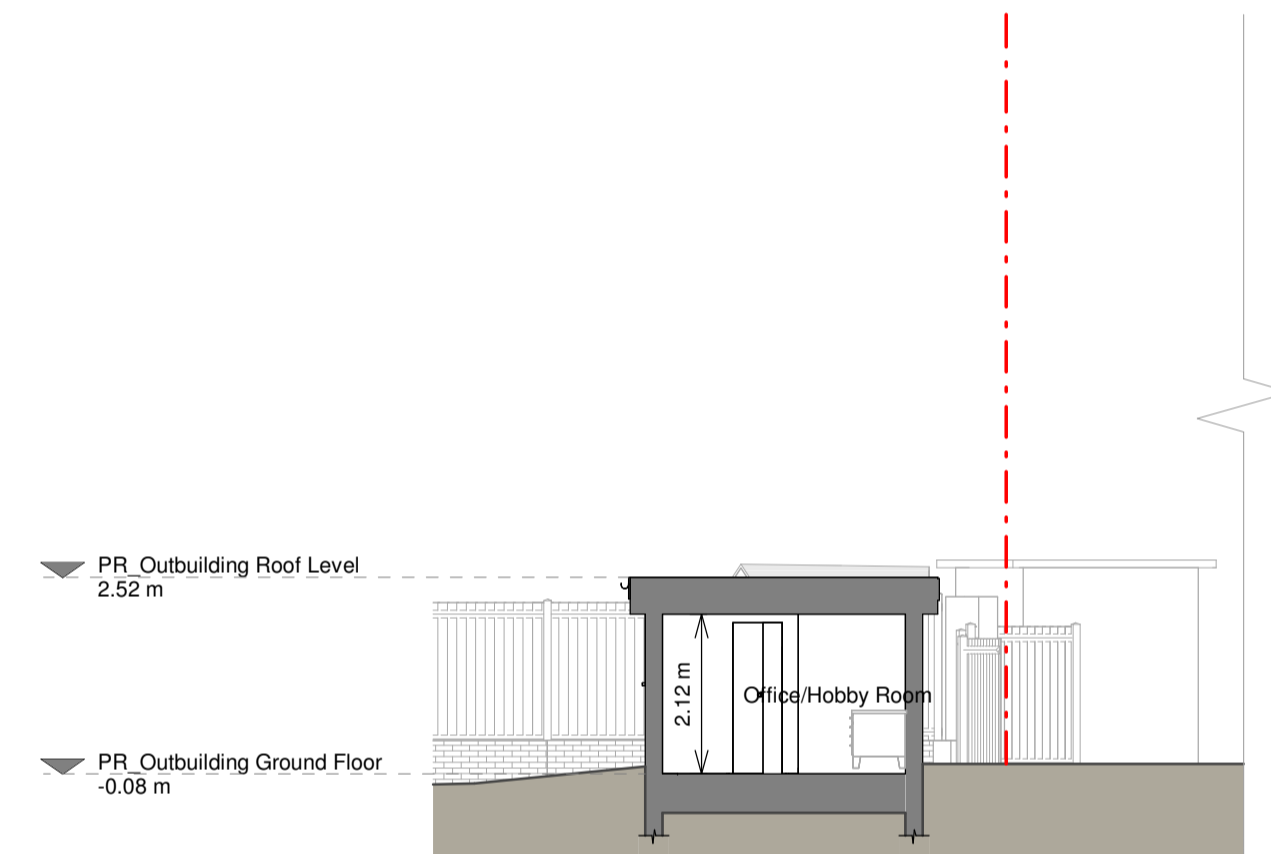 PR_Outbuilding Roof Level
2.52 m
2.12 m
Office/Hobby Room
PR_Outbuilding Ground Floor
-0.08 m